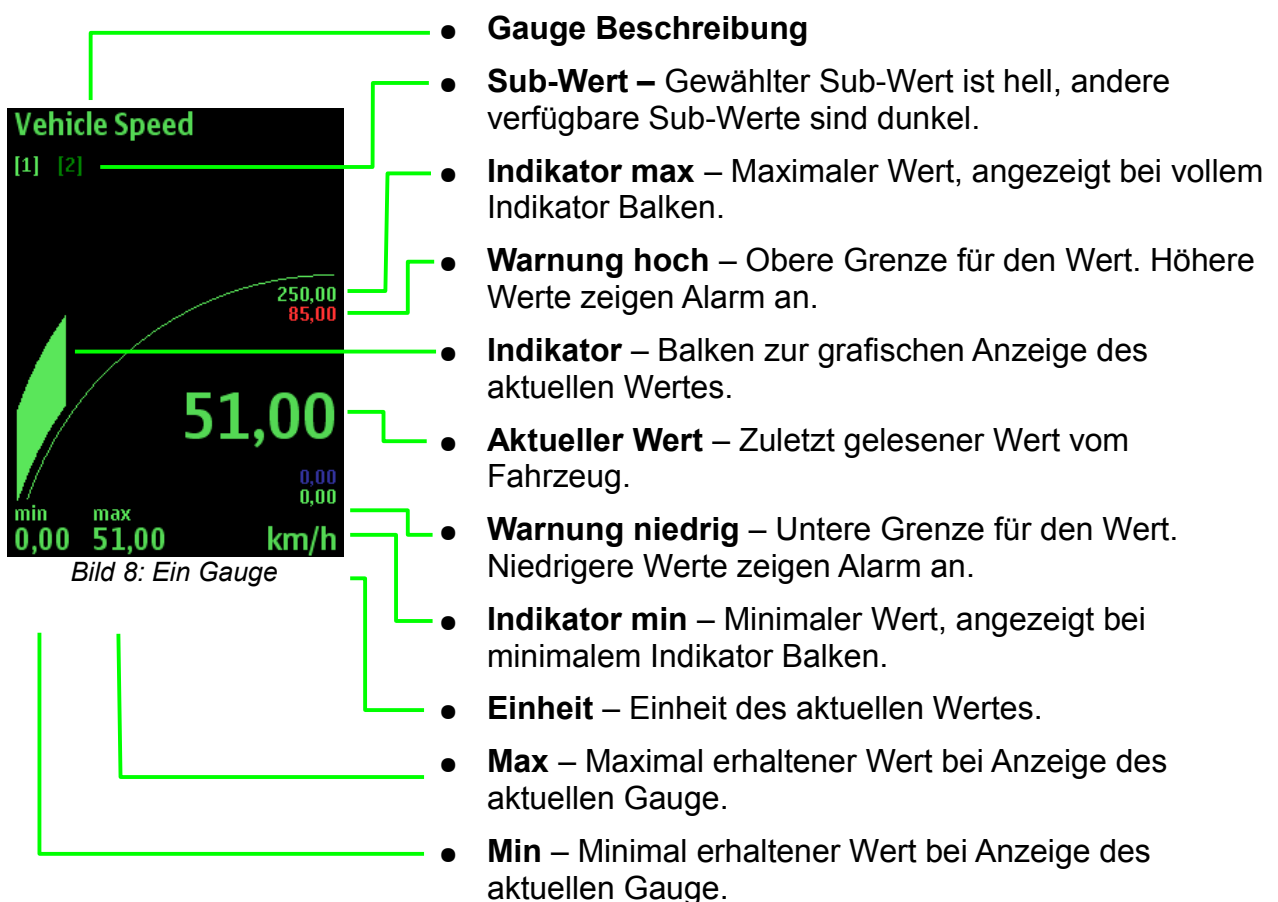 Vehicle Speed
[1] [2]
250,00
85,00
51,00
0,00
0,00
min max
0,00 51,00 km/h
Bild 8: Ein Gauge
● Gauge Beschreibung
● Sub-Wert – Gewählter Sub-Wert ist hell, andere
verfügbare Sub-Werte sind dunkel.
● Indikator max – Maximaler Wert, angezeigt bei vollem
Indikator Balken.
● Warnung hoch – Obere Grenze für den Wert. Höhere
Werte zeigen Alarm an.
● Indikator – Balken zur grafischen Anzeige des
aktuellen Wertes.
● Aktueller Wert – Zuletzt gelesener Wert vom
Fahrzeug.
● Warnung niedrig – Untere Grenze für den Wert.
Niedrigere Werte zeigen Alarm an.
● Indikator min – Minimaler Wert, angezeigt bei
minimalem Indikator Balken.
● Einheit – Einheit des aktuellen Wertes.
● Max – Maximal erhaltener Wert bei Anzeige des
aktuellen Gauge.
● Min – Minimal erhaltener Wert bei Anzeige des
aktuellen Gauge.